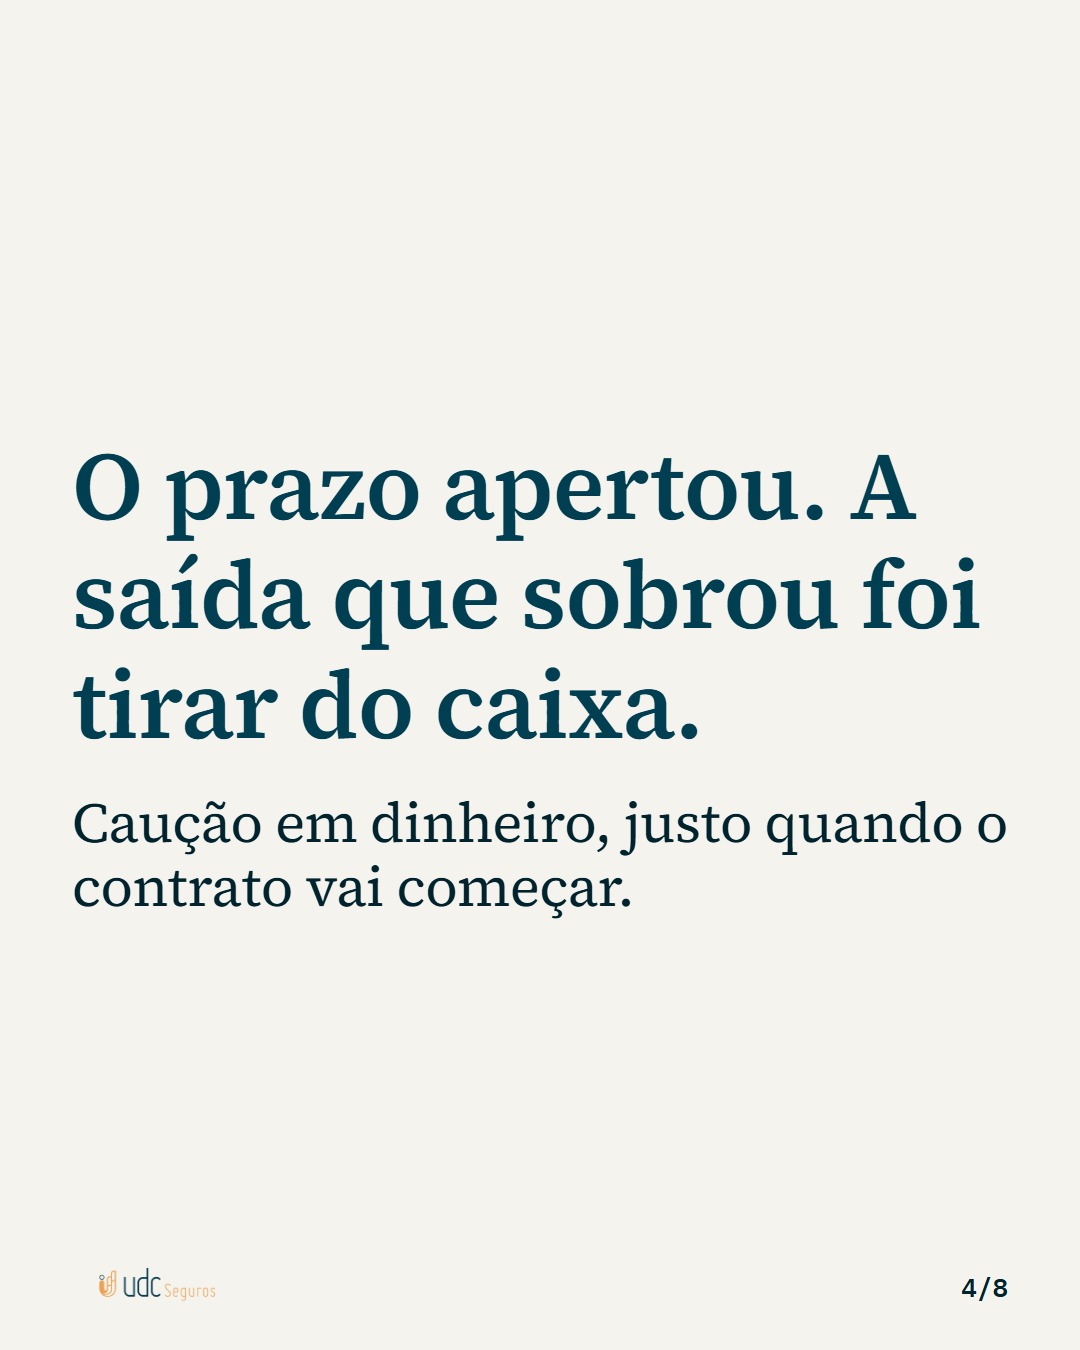 O prazo apertou. A
saída que sobrou foi
tirar do caixa.
Caução em dinheiro, justo quando o
contrato vai começar.
udc Seguros
4/8